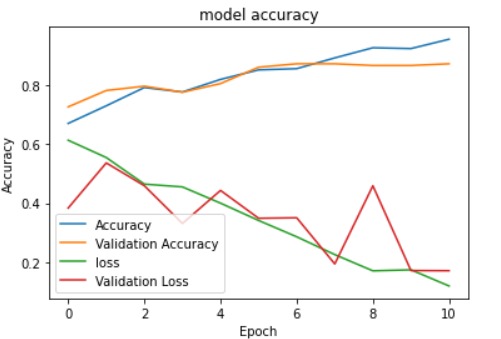 model accuracy
Accuracy
0.8
0.6
0.4
0.2
Accuracy
Validation Accuracy
loss
Validation Loss
0 2 4 6 8 10
Epoch